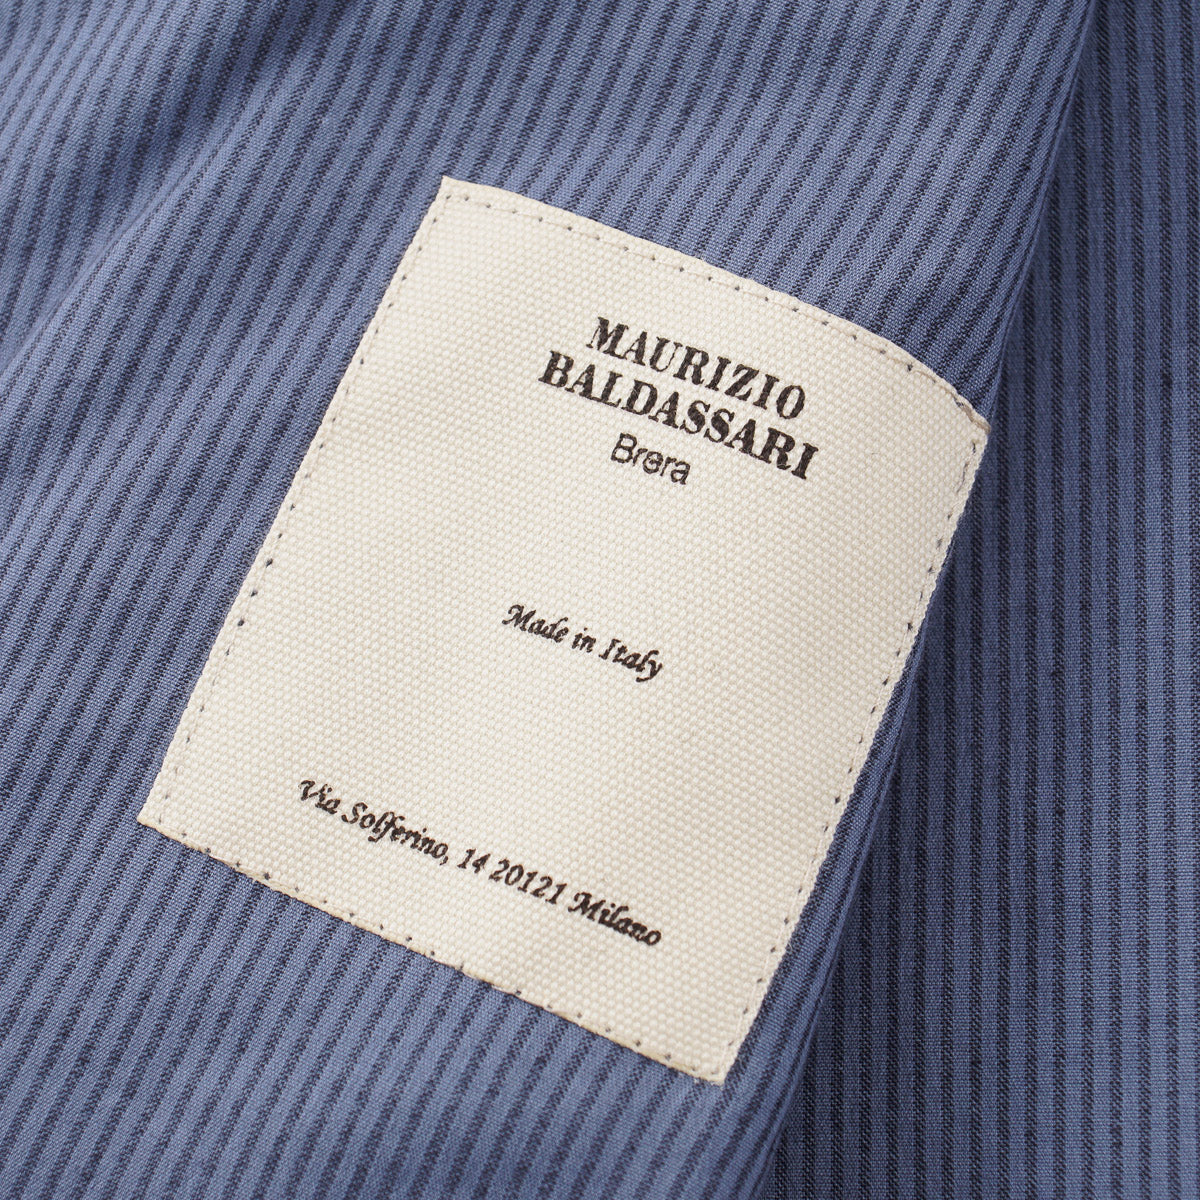 MAURIZIO
BALDASSARI
Brera
Made in Italy
Via Solferino, 14 20121 Milano